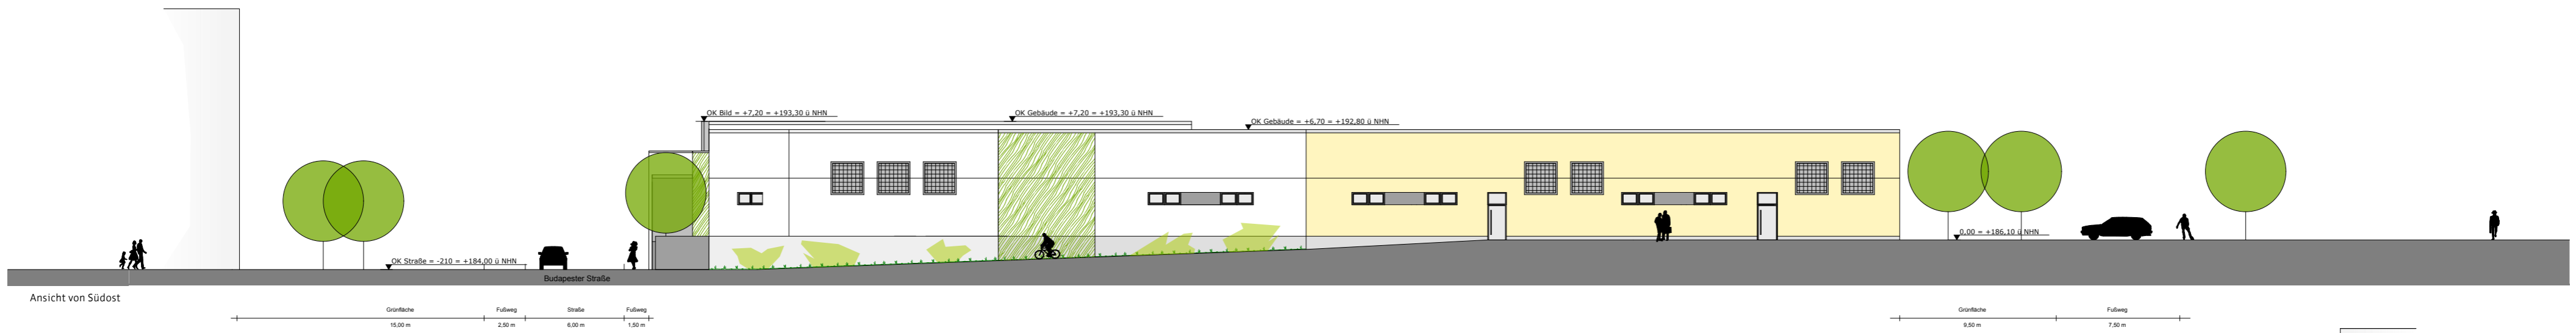 OK Bild = +7,20 = +193,30 ü NHN
OK Gebäude = +7,20 = +193,30 ü NHN
OK Gebäude = +6,70 = +192,80 ü NHN
0,00 = +186,10 ü NHN
OK Straße = -210 = +184,00 ü NHN
Budapester Straße
Ansicht von Südost
Grünfläche Fußweg Straße Fußweg Grünfläche Fußweg
15,00 m 2,50 m 6,00 m 1,50 m 9,50 m 7,50 m